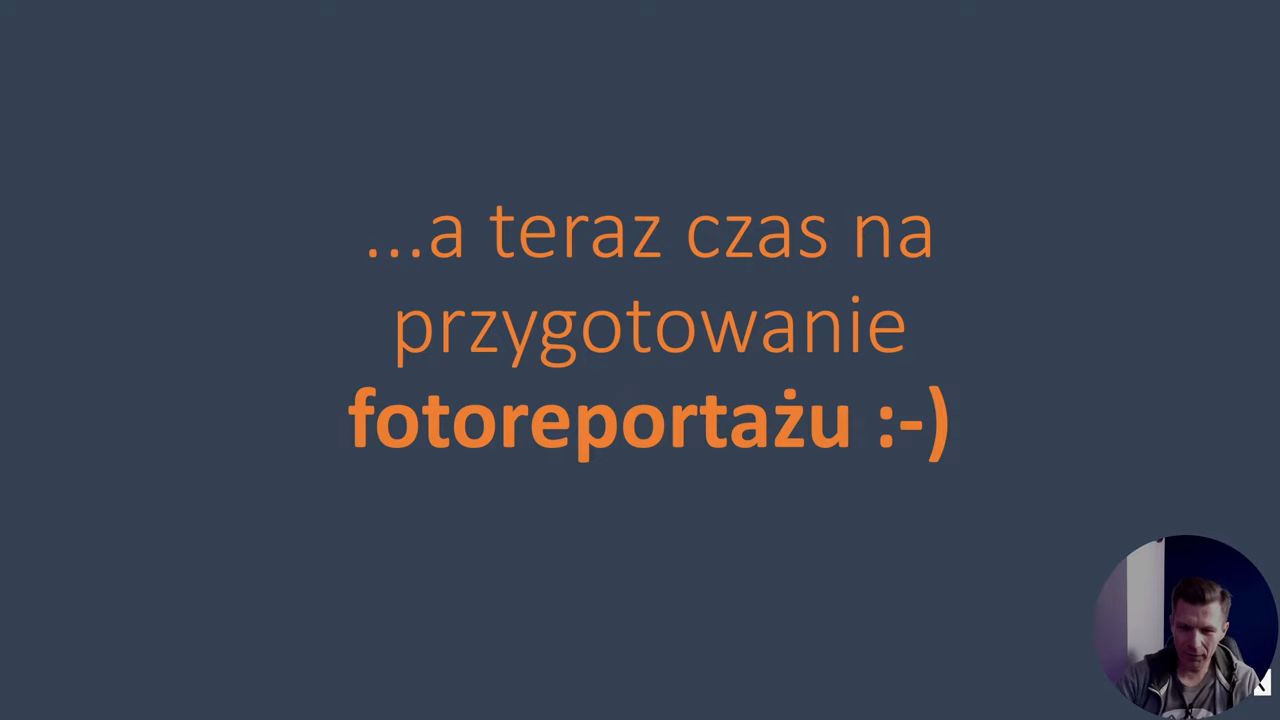 ...a teraz czas na
przygotowanie
fotoreportażu :-)